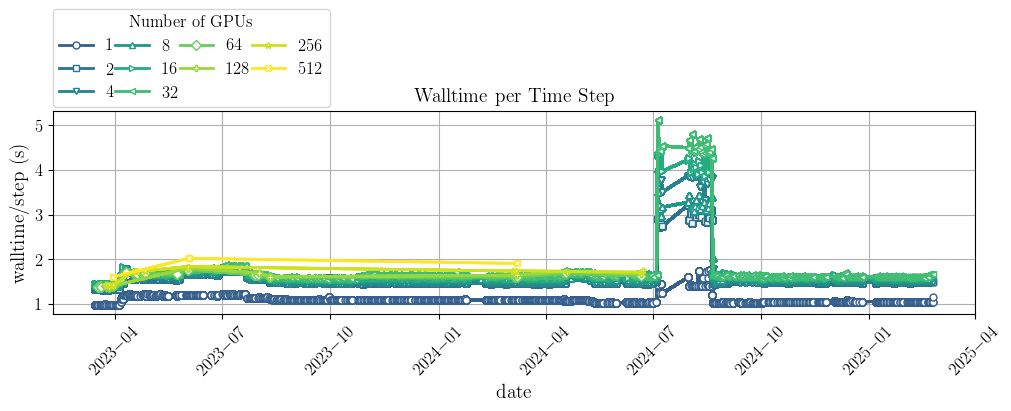 Number of GPUs
1 8 64 256
2 16 128 512
4 32
Walltime per Time Step
walltime/step (s)
5
4
3
2
1
2023−04 2023−07 2023−10 2024−01 2024−04 2024−07 2024−10 2025−01 2025−04
date